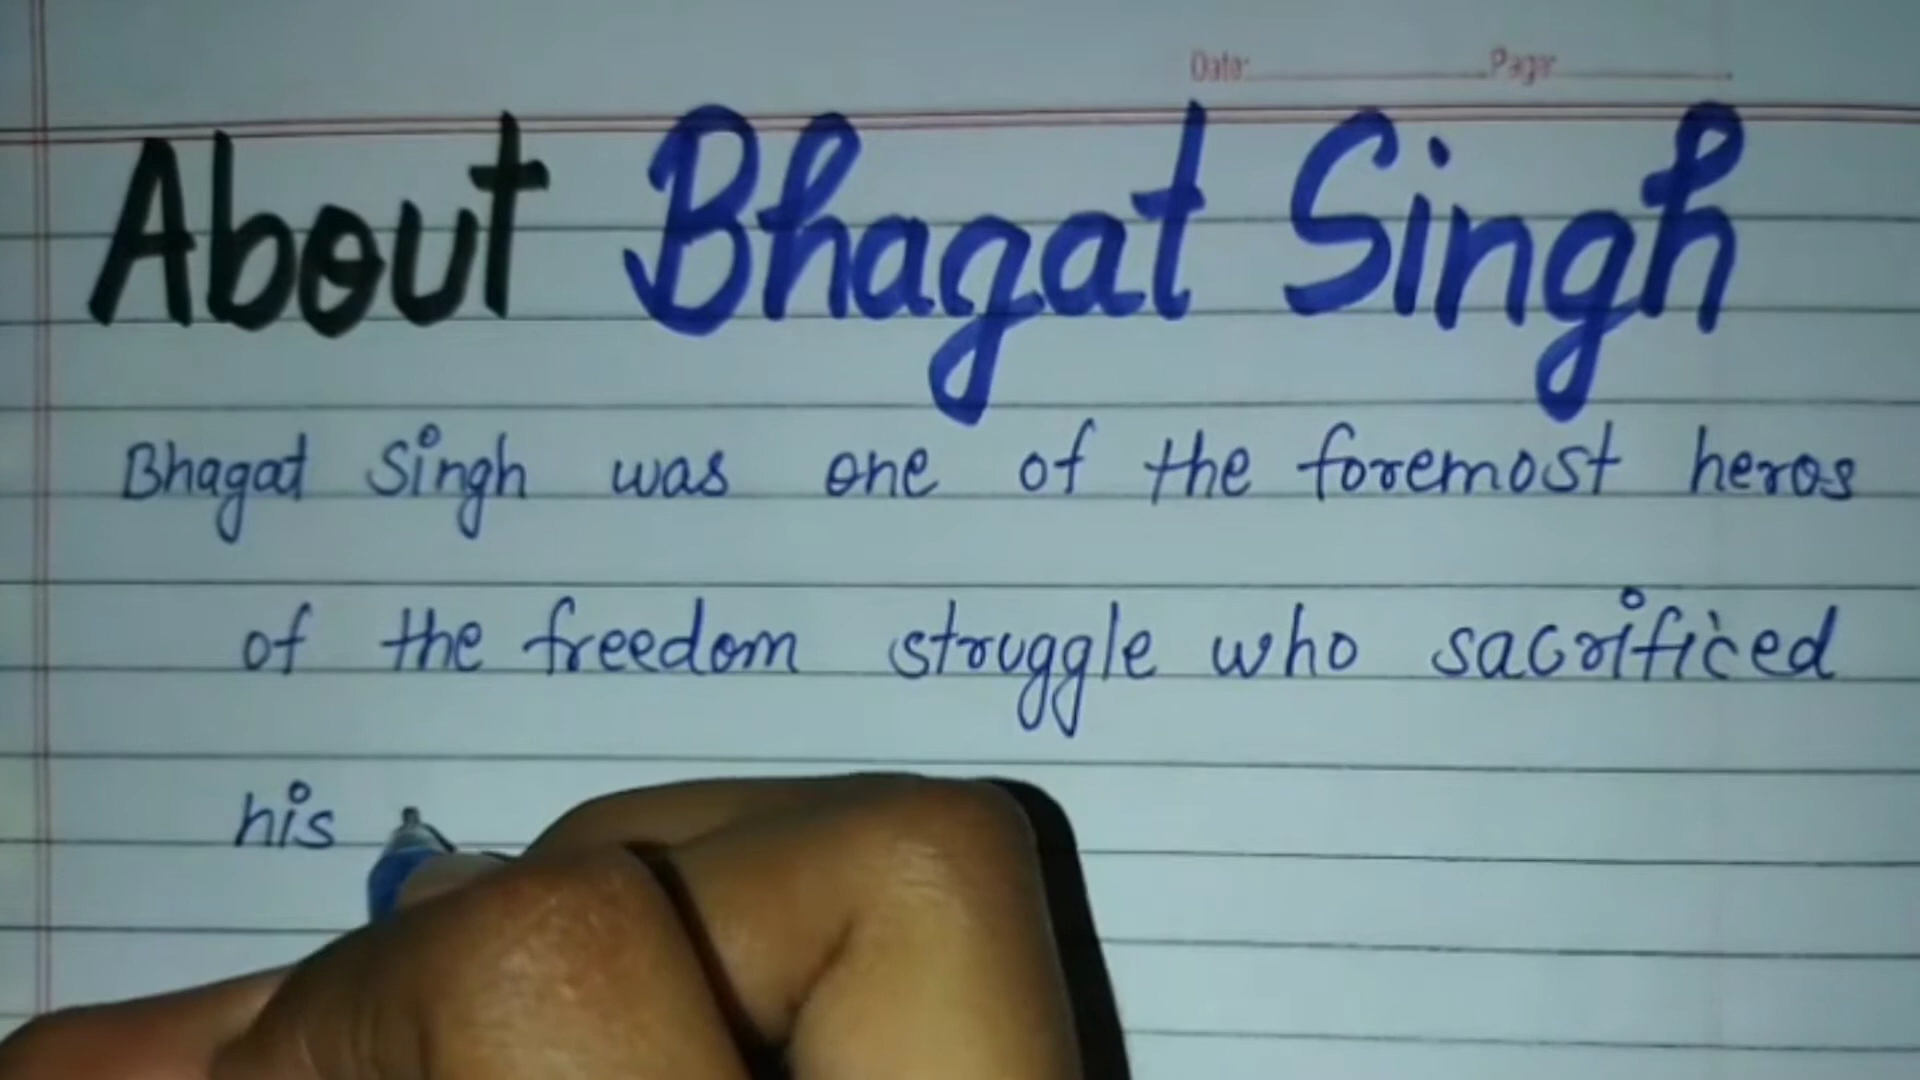 Date: Page:
About Bhagat Singh
Bhagat Singh was one of the foremost heros
of the freedom struggle who sacrificed
his